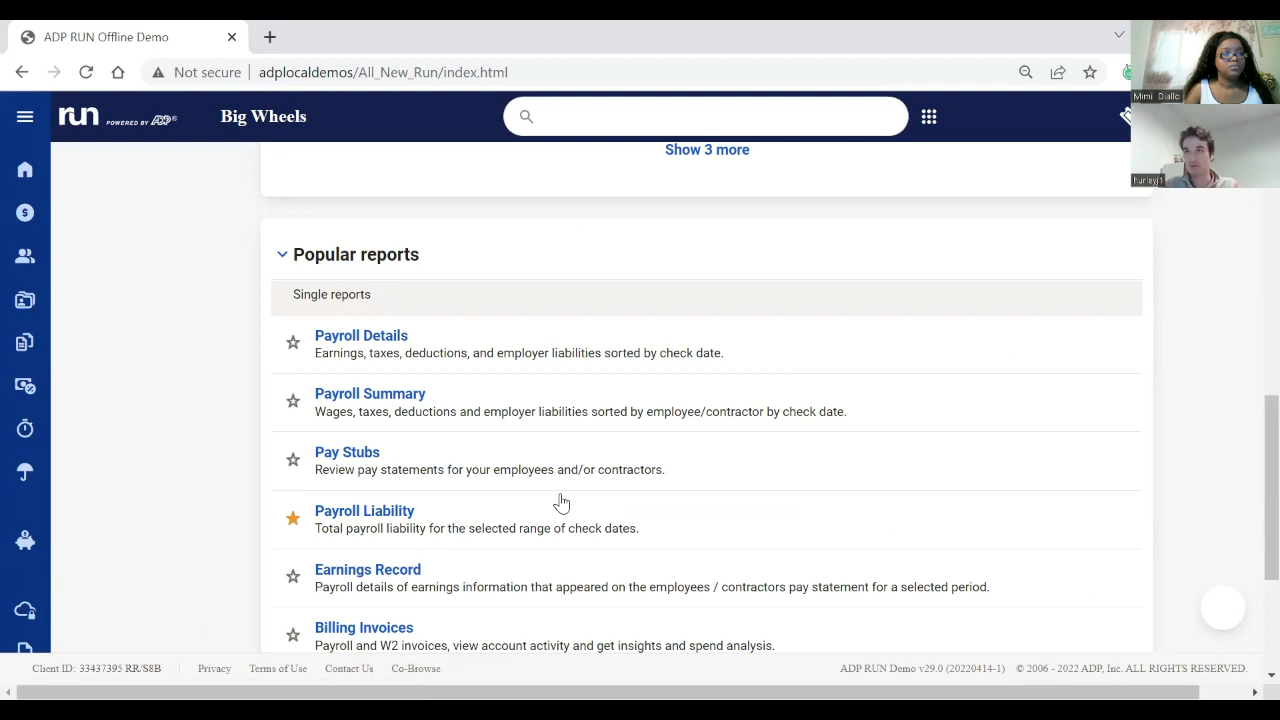 ADP RUN Offline Demo
Not secure
adplocaldemos/All_New_Run/index.html
Mimi Diallo
run POWERED BY ADP®
Big Wheels
hurleyj1
Show 3 more
Popular reports
Single reports
Payroll Details
Earnings, taxes, deductions, and employer liabilities sorted by check date.
Payroll Summary
Wages, taxes, deductions and employer liabilities sorted by employee/contractor by check date.
Pay Stubs
Review pay statements for your employees and/or contractors.
Payroll Liability
Total payroll liability for the selected range of check dates.
Earnings Record
Payroll details of earnings information that appeared on the employees / contractors pay statement for a selected period.
Billing Invoices
Payroll and W2 invoices, view account activity and get insights and spend analysis.
Client ID: 33437395 RR/S8B Privacy Terms of Use Contact Us Co-Browse ADP RUN Demo v29.0 (20220414-1) © 2006 - 2022 ADP, Inc. ALL RIGHTS RESERVED.